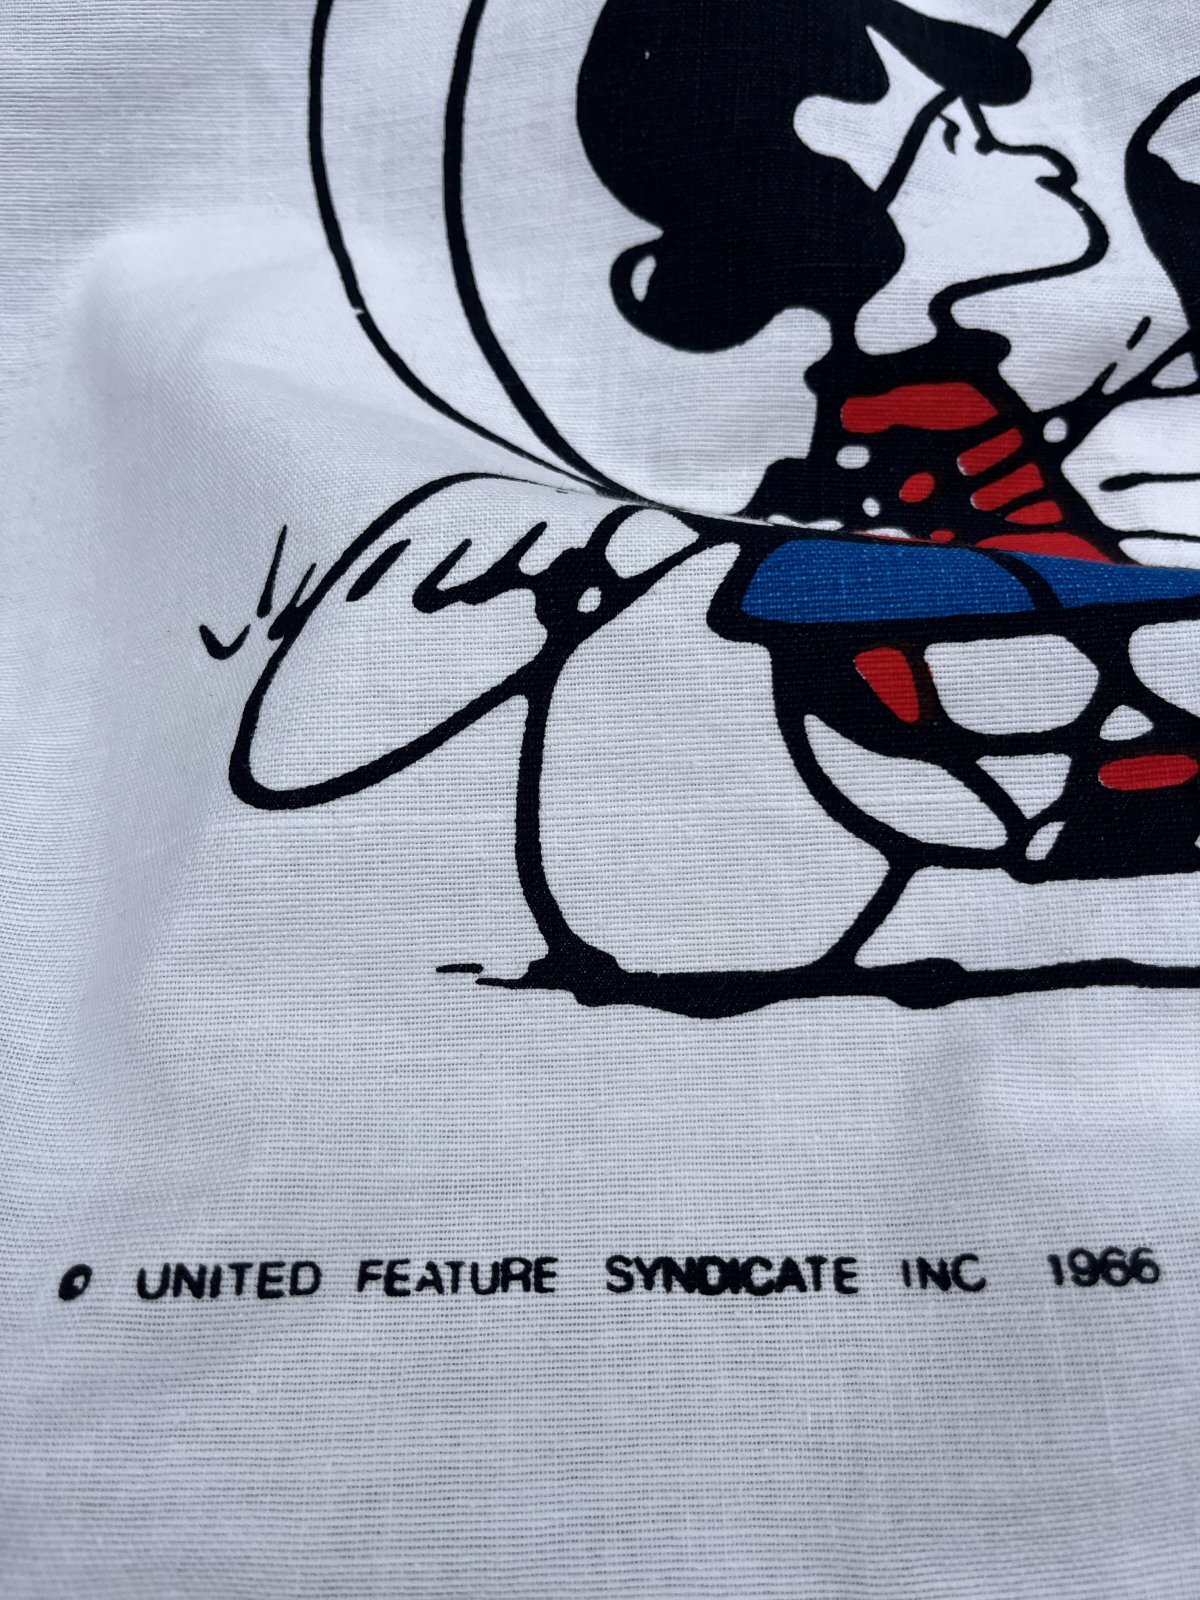 © UNITED FEATURE SYNDICATE INC 1966